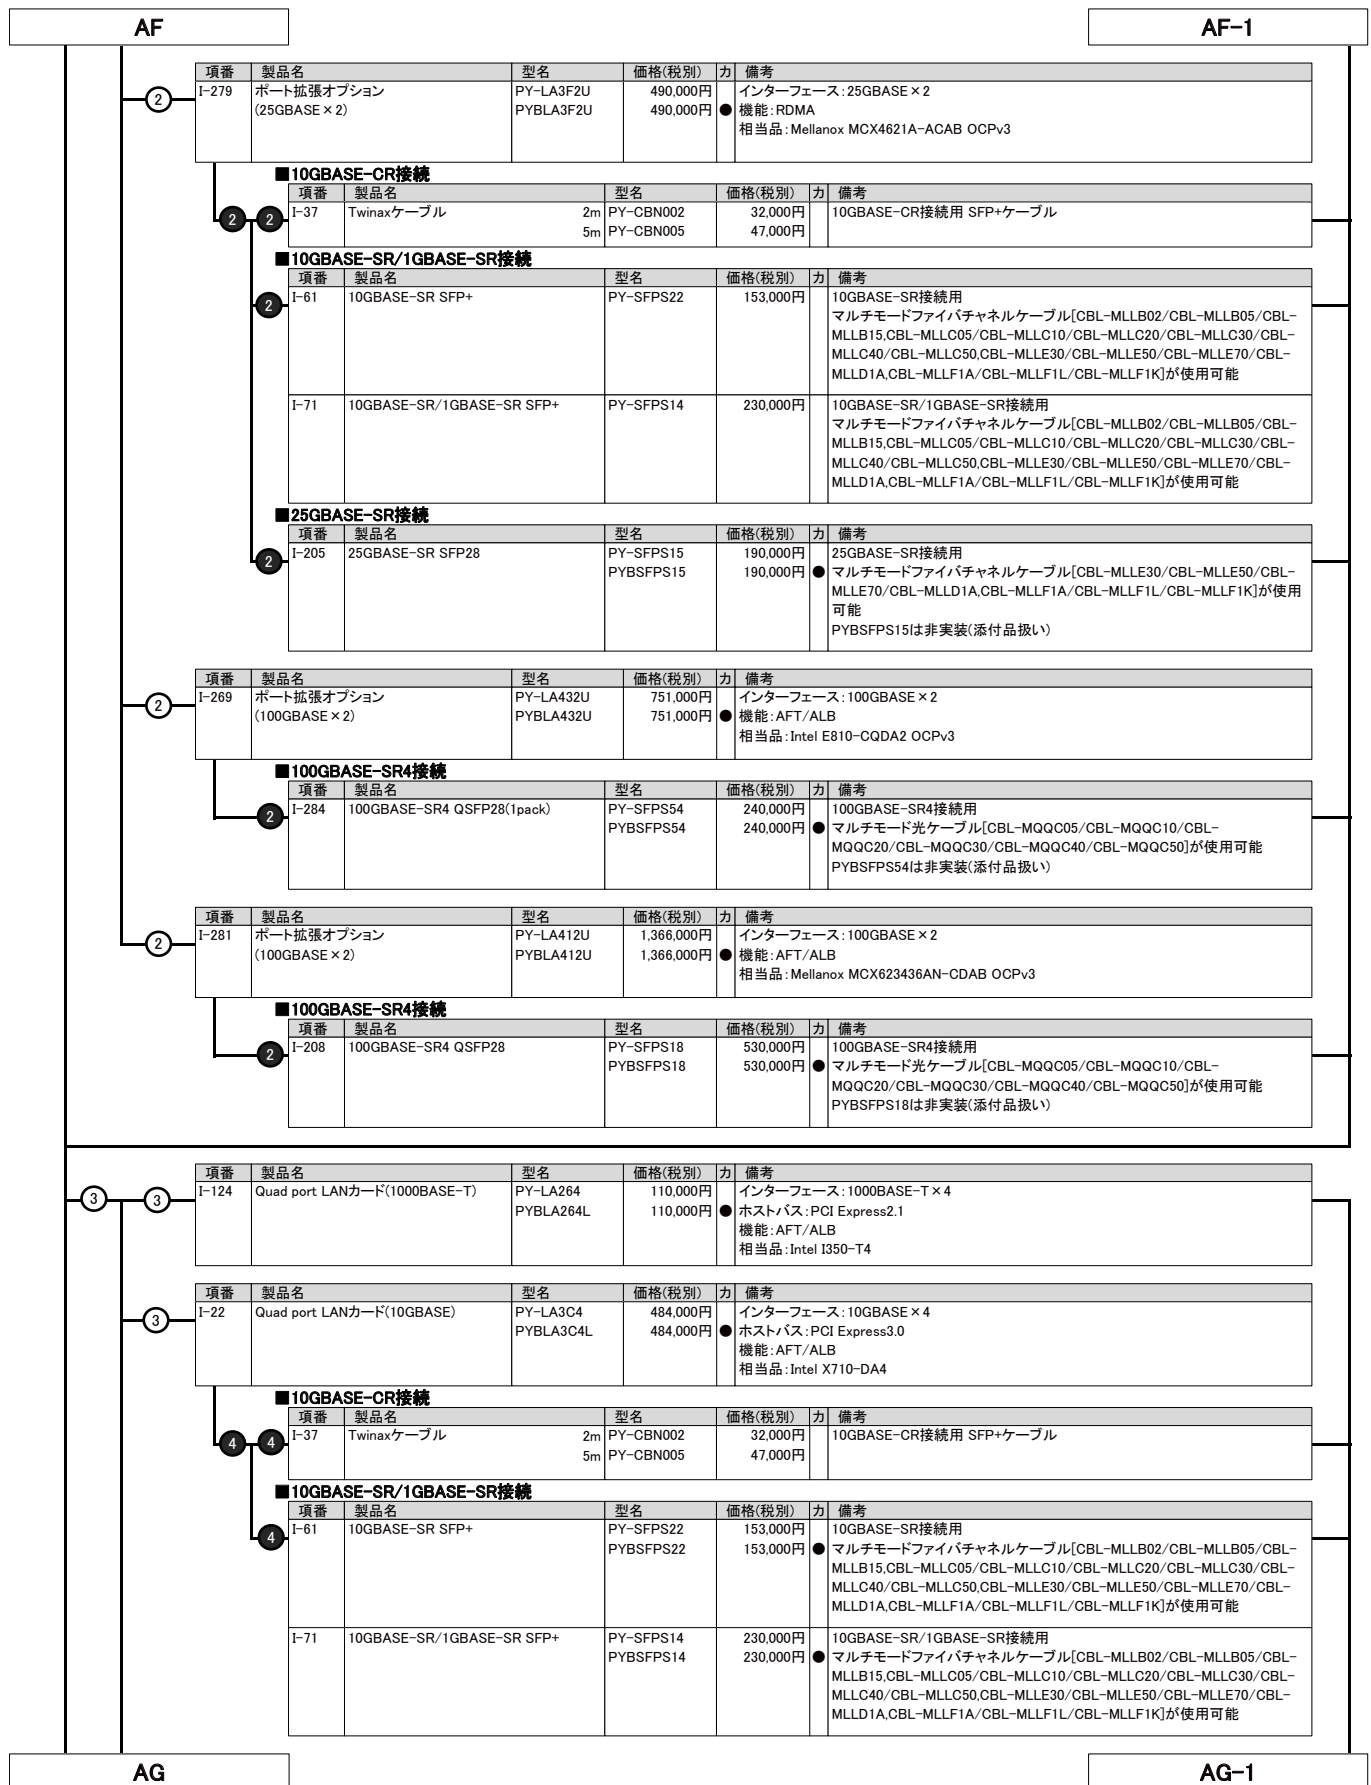 AF
AF-1
項番 製品名 型名 価格(税別) カ 備考
② I-279 ポート拡張オプション PY-LA3F2U 490,000円 インターフェース:25GBASE×2
(25GBASE×2) PYBLA3F2U 490,000円 ● 機能:RDMA
相当品:Mellanox MCX4621A-ACAB OCPv3
■10GBASE-CR接続
項番 製品名 型名 価格(税別) カ 備考
2 2 I-37 Twinaxケーブル 2m PY-CBN002 32,000円 10GBASE-CR接続用 SFP+ケーブル
5m PY-CBN005 47,000円
■10GBASE-SR/1GBASE-SR接続
項番 製品名 型名 価格(税別) カ 備考
2 I-61 10GBASE-SR SFP+ PY-SFPS22 153,000円 10GBASE-SR接続用
マルチモードファイバチャネルケーブル[CBL-MLLB02/CBL-MLLB05/CBL-
MLLB15,CBL-MLLC05/CBL-MLLC10/CBL-MLLC20/CBL-MLLC30/CBL-
MLLC40/CBL-MLLC50,CBL-MLLE30/CBL-MLLE50/CBL-MLLE70/CBL-
MLLD1A,CBL-MLLF1A/CBL-MLLF1L/CBL-MLLF1K]が使用可能
I-71 10GBASE-SR/1GBASE-SR SFP+ PY-SFPS14 230,000円 10GBASE-SR/1GBASE-SR接続用
マルチモードファイバチャネルケーブル[CBL-MLLB02/CBL-MLLB05/CBL-
MLLB15,CBL-MLLC05/CBL-MLLC10/CBL-MLLC20/CBL-MLLC30/CBL-
MLLC40/CBL-MLLC50,CBL-MLLE30/CBL-MLLE50/CBL-MLLE70/CBL-
MLLD1A,CBL-MLLF1A/CBL-MLLF1L/CBL-MLLF1K]が使用可能
■25GBASE-SR接続
項番 製品名 型名 価格(税別) カ 備考
2 I-205 25GBASE-SR SFP28 PY-SFPS15 190,000円 25GBASE-SR接続用
PYBSFPS15 190,000円 ● マルチモードファイバチャネルケーブル[CBL-MLLE30/CBL-MLLE50/CBL-
MLLE70/CBL-MLLD1A,CBL-MLLF1A/CBL-MLLF1L/CBL-MLLF1K]が使用
可能
PYBSFPS15は非実装(添付品扱い)
項番 製品名 型名 価格(税別) カ 備考
② I-269 ポート拡張オプション PY-LA432U 751,000円 インターフェース:100GBASE×2
(100GBASE×2) PYBLA432U 751,000円 ● 機能:AFT/ALB
相当品:Intel E810-CQDA2 OCPv3
■100GBASE-SR4接続
項番 製品名 型名 価格(税別) カ 備考
2 I-284 100GBASE-SR4 QSFP28(1pack) PY-SFPS54 240,000円 100GBASE-SR4接続用
PYBSFPS54 240,000円 ● マルチモード光ケーブル[CBL-MQQC05/CBL-MQQC10/CBL-
MQQC20/CBL-MQQC30/CBL-MQQC40/CBL-MQQC50]が使用可能
PYBSFPS54は非実装(添付品扱い)
項番 製品名 型名 価格(税別) カ 備考
② I-281 ポート拡張オプション PY-LA412U 1,366,000円 インターフェース:100GBASE×2
(100GBASE×2) PYBLA412U 1,366,000円 ● 機能:AFT/ALB
相当品:Mellanox MCX623436AN-CDAB OCPv3
■100GBASE-SR4接続
項番 製品名 型名 価格(税別) カ 備考
2 I-208 100GBASE-SR4 QSFP28 PY-SFPS18 530,000円 100GBASE-SR4接続用
PYBSFPS18 530,000円 ● マルチモード光ケーブル[CBL-MQQC05/CBL-MQQC10/CBL-
MQQC20/CBL-MQQC30/CBL-MQQC40/CBL-MQQC50]が使用可能
PYBSFPS18は非実装(添付品扱い)
項番 製品名 型名 価格(税別) カ 備考
③ ③ I-124 Quad port LANカード(1000BASE-T) PY-LA264 110,000円 インターフェース:1000BASE-T×4
PYBLA264L 110,000円 ● ホストバス:PCI Express2.1
機能:AFT/ALB
相当品:Intel I350-T4
項番 製品名 型名 価格(税別) カ 備考
③ I-22 Quad port LANカード(10GBASE) PY-LA3C4 484,000円 インターフェース:10GBASE×4
PYBLA3C4L 484,000円 ● ホストバス:PCI Express3.0
機能:AFT/ALB
相当品:Intel X710-DA4
■10GBASE-CR接続
項番 製品名 型名 価格(税別) カ 備考
4 4 I-37 Twinaxケーブル 2m PY-CBN002 32,000円 10GBASE-CR接続用 SFP+ケーブル
5m PY-CBN005 47,000円
■10GBASE-SR/1GBASE-SR接続
項番 製品名 型名 価格(税別) カ 備考
4 I-61 10GBASE-SR SFP+ PY-SFPS22 153,000円 10GBASE-SR接続用
PYBSFPS22 153,000円 ● マルチモードファイバチャネルケーブル[CBL-MLLB02/CBL-MLLB05/CBL-
MLLB15,CBL-MLLC05/CBL-MLLC10/CBL-MLLC20/CBL-MLLC30/CBL-
MLLC40/CBL-MLLC50,CBL-MLLE30/CBL-MLLE50/CBL-MLLE70/CBL-
MLLD1A,CBL-MLLF1A/CBL-MLLF1L/CBL-MLLF1K]が使用可能
I-71 10GBASE-SR/1GBASE-SR SFP+ PY-SFPS14 230,000円 10GBASE-SR/1GBASE-SR接続用
PYBSFPS14 230,000円 ● マルチモードファイバチャネルケーブル[CBL-MLLB02/CBL-MLLB05/CBL-
MLLB15,CBL-MLLC05/CBL-MLLC10/CBL-MLLC20/CBL-MLLC30/CBL-
MLLC40/CBL-MLLC50,CBL-MLLE30/CBL-MLLE50/CBL-MLLE70/CBL-
MLLD1A,CBL-MLLF1A/CBL-MLLF1L/CBL-MLLF1K]が使用可能
AG
AG-1